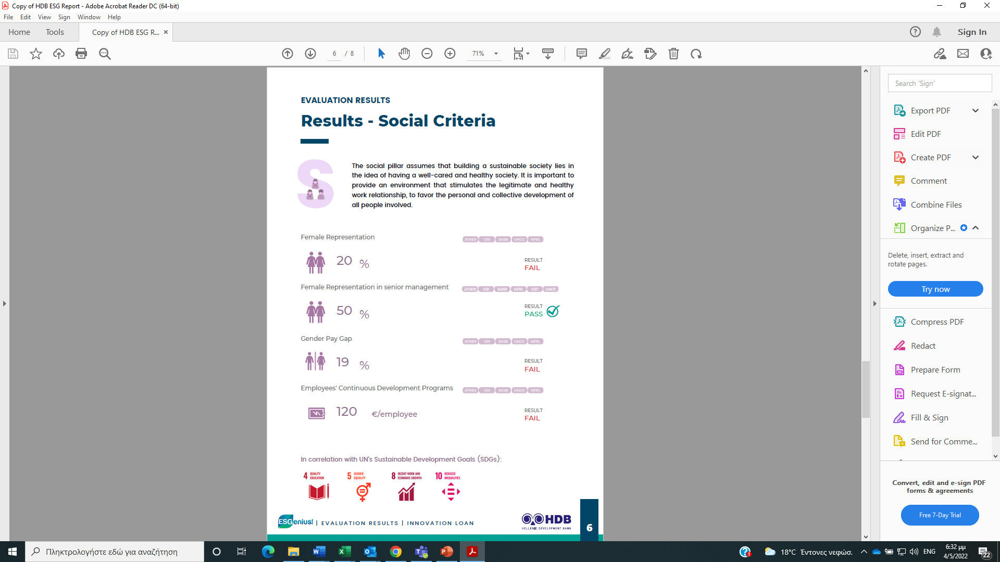 Copy of HDB ESG Report - Adobe Acrobat Reader DC (64-bit)
File Edit View Sign Window Help
Home Tools Copy of HDB ESG R... Sign In
6 / 8 71%
EVALUATION RESULTS
Results - Social Criteria
The social pillar assumes that building a sustainable society lies in
the idea of having a well-cared and healthy society. It is important to
provide an environment that stimulates the legitimate and healthy
work relationship, to favor the personal and collective development of
all people involved.
Female Representation ATHEX GRI SASB UNGC NFRL
20 % RESULT
FAIL
Female Representation in senior management ATHEX GRI SASB NFRL GSC UNGC
50 % RESULT
PASS
Gender Pay Gap ATHEX GRI SASB UNGC NFRL
19 % RESULT
FAIL
Employees' Continuous Development Programs ATHEX GRI SASB UNGC NFRL
120 €/employee RESULT
FAIL
In correlation with UN's Sustainable Development Goals (SDGs):
4 QUALITY EDUCATION
5 GENDER EQUALITY
8 DECENT WORK AND ECONOMIC GROWTH
10 REDUCED INEQUALITIES
ESGenius! | EVALUATION RESULTS | INNOVATION LOAN
HDB
HELLENIC DEVELOPMENT BANK
6
Search 'Sign'
Export PDF
Edit PDF
Create PDF
Comment
Combine Files
Organize P...
Delete, insert, extract and
rotate pages.
Try now
Compress PDF
Redact
Prepare Form
Request E-signat...
Fill & Sign
Send for Comme...
Convert, edit and e-sign PDF
forms & agreements
Free 7-Day Trial
Πληκτρολογήστε εδώ για αναζήτηση
18°C Έντονες νεφώσ. ENG
6:32 μμ
4/5/2022
22